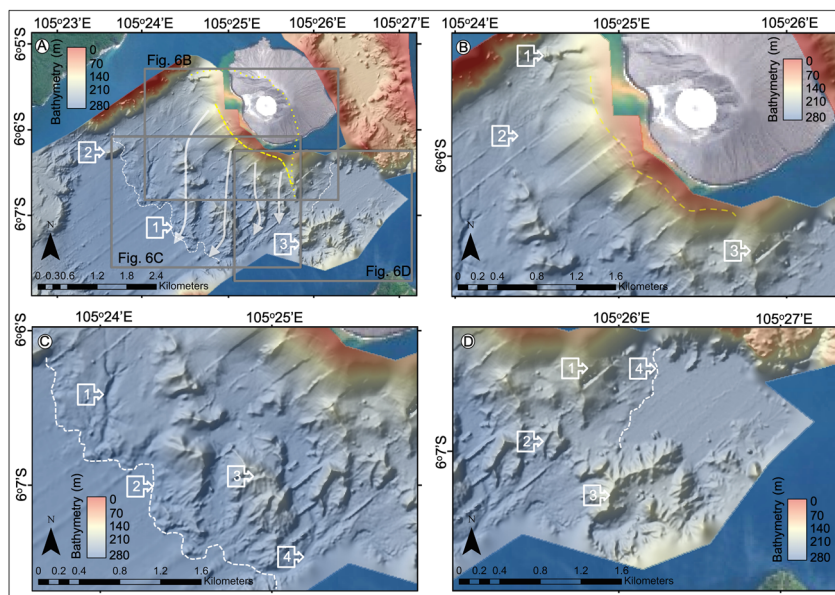 105°23'E 105°24'E 105°25'E 105°26'E 105°27'E
A
6°5'S
6°6'S
6°7'S
Bathymetry (m)
0
70
140
210
280
Fig. 6B
2
1
3
Fig. 6C
Fig. 6D
N
0 0.30.6 1.2 1.8 2.4
Kilometers
105°25'E 105°26'E
B
6°6'S
1
2
3
Bathymetry (m)
0
70
140
210
280
N
0 0.2 0.4 0.8 1.2 1.6
Kilometers
105°24'E 105°25'E
C
6°6'S
6°7'S
1
2
3
4
Bathymetry (m)
0
70
140
210
280
N
0 0.2 0.4 0.8 1.2 1.6
Kilometers
105°26'E 105°27'E
D
6°7'S
1
4
2
3
Bathymetry (m)
0
70
140
210
280
N
0 0.2 0.4 0.8 1.2 1.6
Kilometers